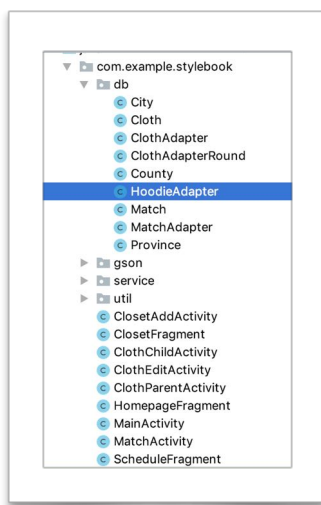 com.example.stylebook
db
City
Cloth
ClothAdapter
ClothAdapterRound
County
HoodieAdapter
Match
MatchAdapter
Province
gson
service
util
ClosetAddActivity
ClosetFragment
ClothChildActivity
ClothEditActivity
ClothParentActivity
HomepageFragment
MainActivity
MatchActivity
ScheduleFragment